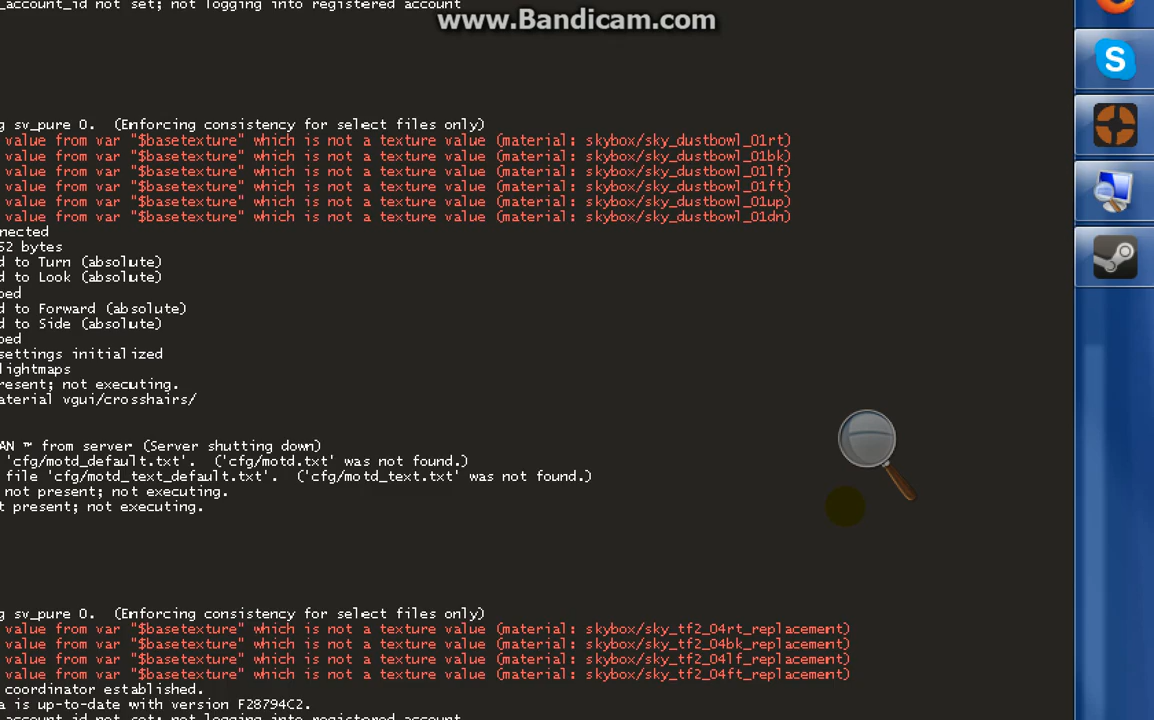 _account_id not set; not logging into registered account
www.Bandicam.com
g sv_pure 0. (Enforcing consistency for select files only)
value from var "$basetexture" which is not a texture value (material: skybox/sky_dustbowl_01rt)
value from var "$basetexture" which is not a texture value (material: skybox/sky_dustbowl_01bk)
value from var "$basetexture" which is not a texture value (material: skybox/sky_dustbowl_01lf)
value from var "$basetexture" which is not a texture value (material: skybox/sky_dustbowl_01ft)
value from var "$basetexture" which is not a texture value (material: skybox/sky_dustbowl_01up)
value from var "$basetexture" which is not a texture value (material: skybox/sky_dustbowl_01dn)
nected
52 bytes
d to Turn (absolute)
d to Look (absolute)
ped
d to Forward (absolute)
d to Side (absolute)
ped
settings initialized
lightmaps
resent; not executing.
aterial vgui/crosshairs/
AN ™ from server (Server shutting down)
'cfg/motd_default.txt'. ('cfg/motd.txt' was not found.)
file 'cfg/motd_text_default.txt'. ('cfg/motd_text.txt' was not found.)
not present; not executing.
t present; not executing.
g sv_pure 0. (Enforcing consistency for select files only)
value from var "$basetexture" which is not a texture value (material: skybox/sky_tf2_04rt_replacement)
value from var "$basetexture" which is not a texture value (material: skybox/sky_tf2_04bk_replacement)
value from var "$basetexture" which is not a texture value (material: skybox/sky_tf2_04lf_replacement)
value from var "$basetexture" which is not a texture value (material: skybox/sky_tf2_04ft_replacement)
coordinator established.
a is up-to-date with version F28794C2.
_account_id not set; not logging into registered account